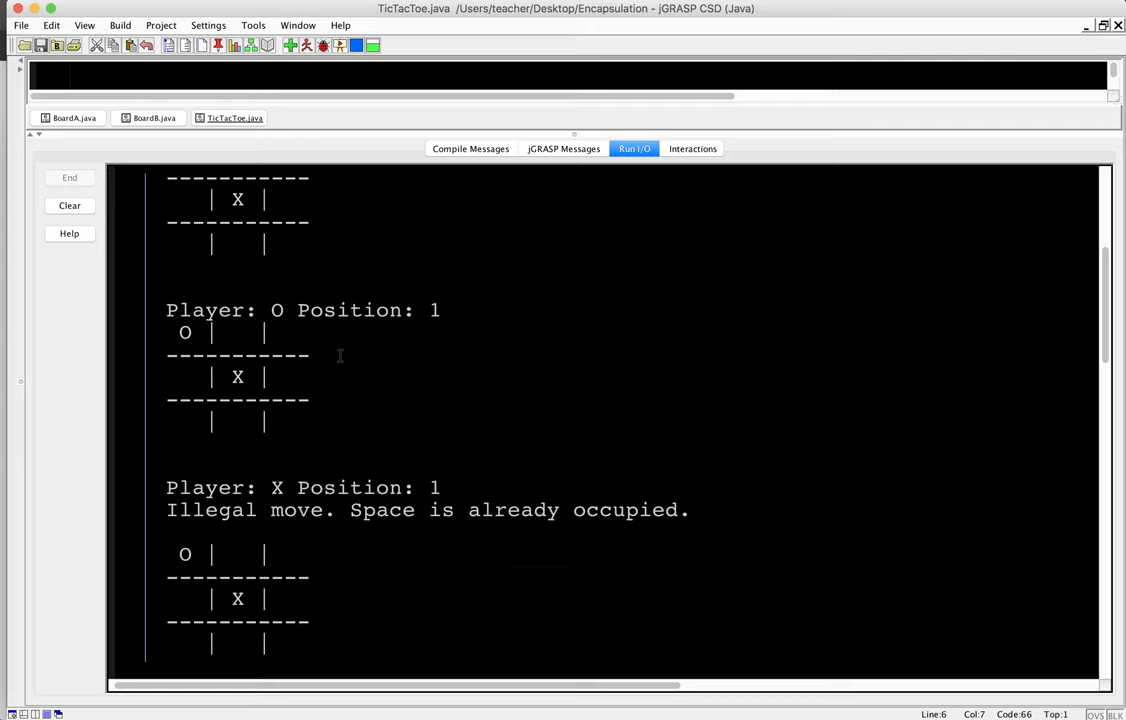 TicTacToe.java /Users/teacher/Desktop/Encapsulation - jGRASP CSD (Java)
File Edit View Build Project Settings Tools Window Help
BoardA.java BoardB.java TicTacToe.java
Compile Messages jGRASP Messages Run I/O Interactions
End
Clear
Help
-----------
| X |
-----------
| |
Player: O Position: 1
O | |
-----------
| X |
-----------
| |
Player: X Position: 1
Illegal move. Space is already occupied.
O | |
-----------
| X |
-----------
| |
Line:6 Col:7 Code:66 Top:1 OVS BLK